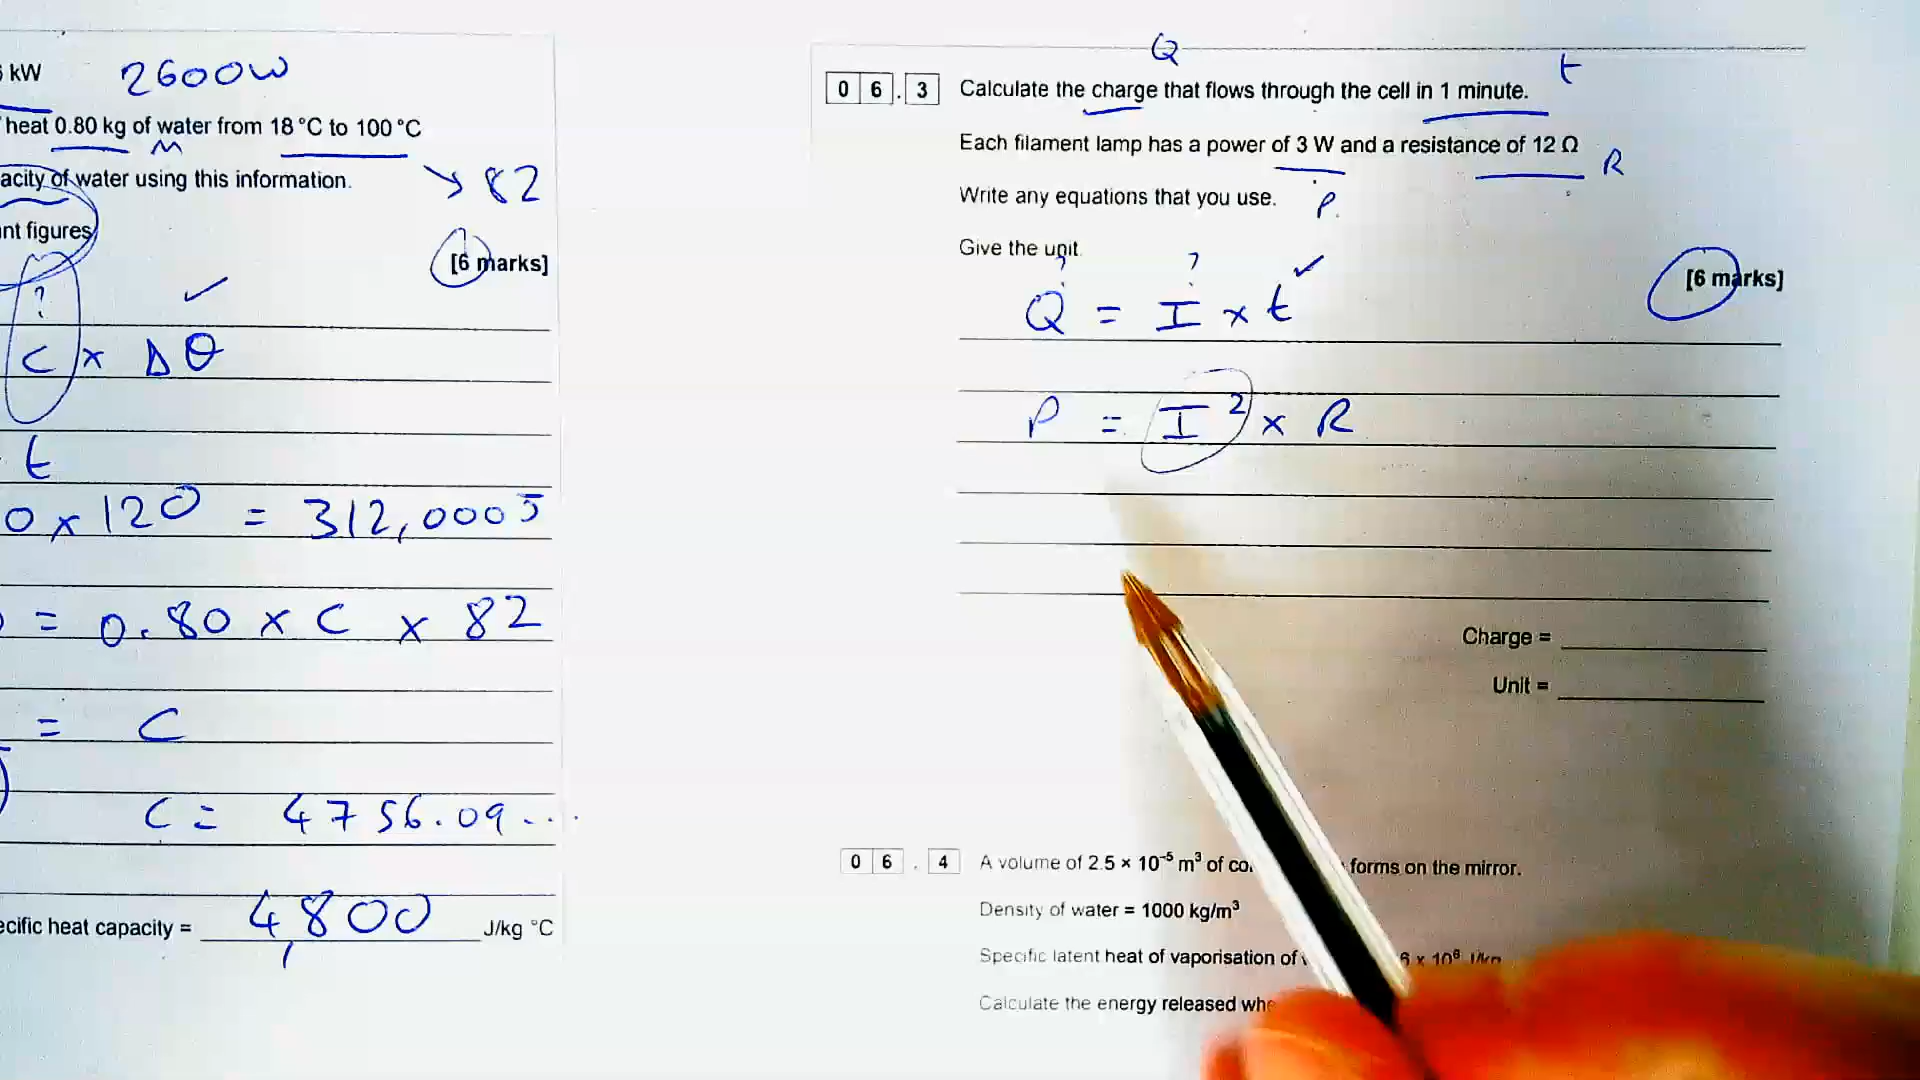 kW 2600W
heat 0.80 kg of water from 18 °C to 100 °C
M
acity of water using this information. → 82
nt figures
[6 marks]
? ✓
C × Δθ
t
0 × 120 = 312,000J
= 0.80 × C × 82
= C
C = 4756.09...
ecific heat capacity = 4,800 J/kg °C
Q
t
0 6 . 3 Calculate the charge that flows through the cell in 1 minute.
Each filament lamp has a power of 3 W and a resistance of 12 Ω
R
Write any equations that you use. P
Give the unit.
[6 marks]
? ? ✓
Q = I × t
P = I² × R
Charge =
Unit =
0 6 . 4 A volume of 2.5 × 10⁻⁵ m³ of forms on the mirror.
Density of water = 1000 kg/m³
Specific latent heat of vaporisation of 6 × 10⁶ J/kg
Calculate the energy released